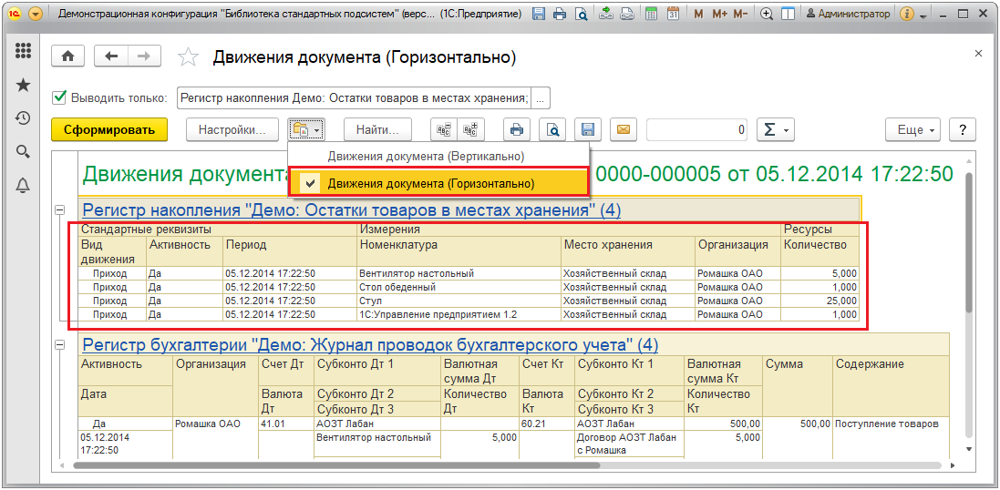 Демонстрационная конфигурация "Библиотека стандартных подсистем" (верс... (1С:Предприятие)
M M+ M-
31
Администратор
Движения документа (Горизонтально)
Выводить только: Регистр накопления Демо: Остатки товаров в местах хранения; ...
Сформировать Настройки... Найти... 0 Σ Еще ?
Движения документа (Вертикально)
Движения документа (Горизонтально)
Движения документа 0000-000005 от 05.12.2014 17:22:50
Регистр накопления "Демо: Остатки товаров в местах хранения" (4)
Стандартные реквизиты Измерения Ресурсы
Вид движения Активность Период Номенклатура Место хранения Организация Количество
Приход Да 05.12.2014 17:22:50 Вентилятор настольный Хозяйственный склад Ромашка ОАО 5,000
Приход Да 05.12.2014 17:22:50 Стол обеденный Хозяйственный склад Ромашка ОАО 1,000
Приход Да 05.12.2014 17:22:50 Стул Хозяйственный склад Ромашка ОАО 25,000
Приход Да 05.12.2014 17:22:50 1С:Управление предприятием 1.2 Хозяйственный склад Ромашка ОАО 1,000
Регистр бухгалтерии "Демо: Журнал проводок бухгалтерского учета" (4)
Активность Организация Счет Дт Субконто Дт 1 Валютная сумма Дт Счет Кт Субконто Кт 1 Валютная сумма Кт Сумма Содержание
Дата Валюта Дт Субконто Дт 2 Количество Дт Валюта Кт Субконто Кт 2 Количество Кт
Субконто Дт 3 Субконто Кт 3
Да Ромашка ОАО 41.01 АОЗТ Лабан 60.21 АОЗТ Лабан 500,00 500,00 Поступление товаров
05.12.2014 17:22:50 Вентилятор настольный 5,000 Договор АОЗТ Лабан с Ромашка 5,000